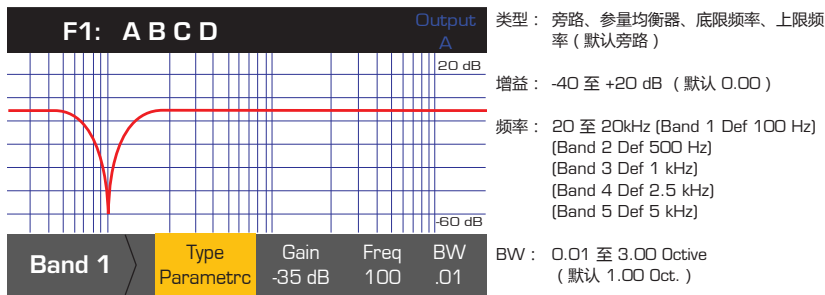 F1: A B C D
Output
A
20 dB
-60 dB
Band 1
Type
Parametrc
Gain
-35 dB
Freq
100
BW
.01
类型： 旁路、参量均衡器、底限频率、上限频
率 ( 默认旁路 )
增益： -40 至 +20 dB ( 默认 0.00 )
频率： 20 至 20kHz (Band 1 Def 100 Hz)
(Band 2 Def 500 Hz)
(Band 3 Def 1 kHz)
(Band 4 Def 2.5 kHz)
(Band 5 Def 5 kHz)
BW： 0.01 至 3.00 Octive
( 默认 1.00 Oct. )